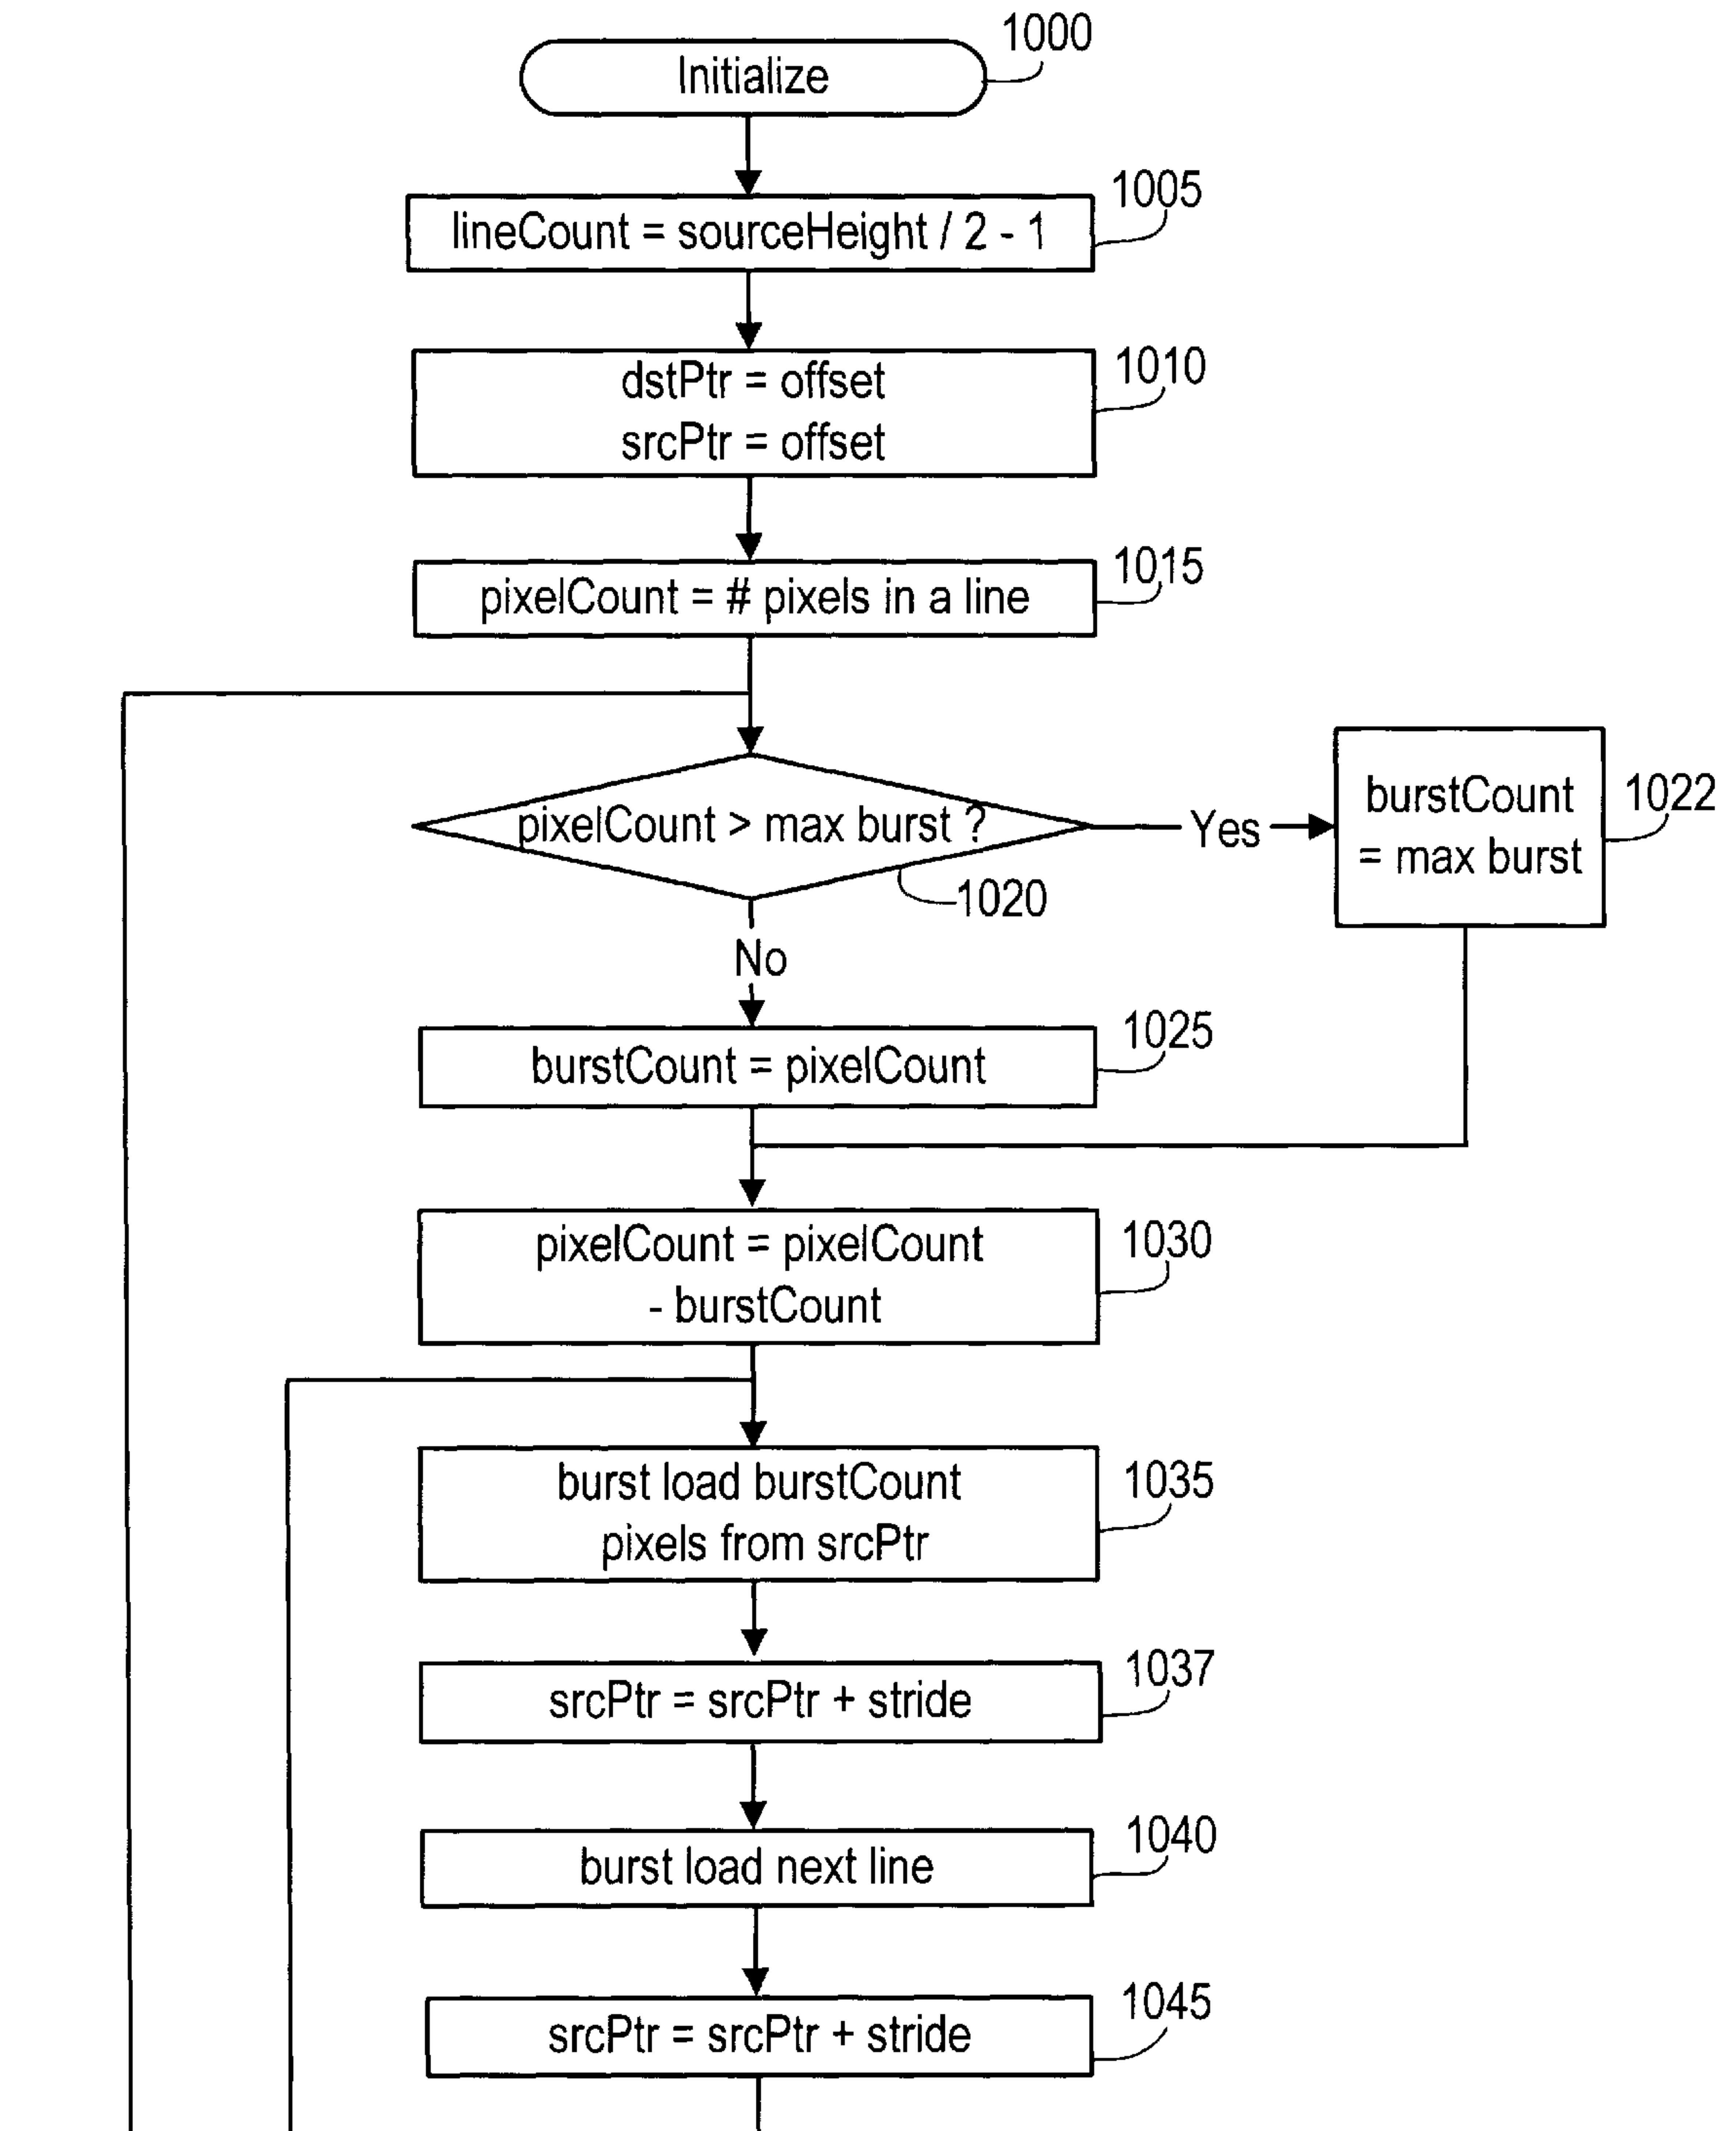 Initialize
1000
lineCount = sourceHeight / 2 - 1
1005
dstPtr = offset
srcPtr = offset
1010
pixelCount = # pixels in a line
1015
pixelCount > max burst ?
1020
Yes
burstCount
= max burst
1022
No
burstCount = pixelCount
1025
pixelCount = pixelCount
- burstCount
1030
burst load burstCount
pixels from srcPtr
1035
srcPtr = srcPtr + stride
1037
burst load next line
1040
srcPtr = srcPtr + stride
1045